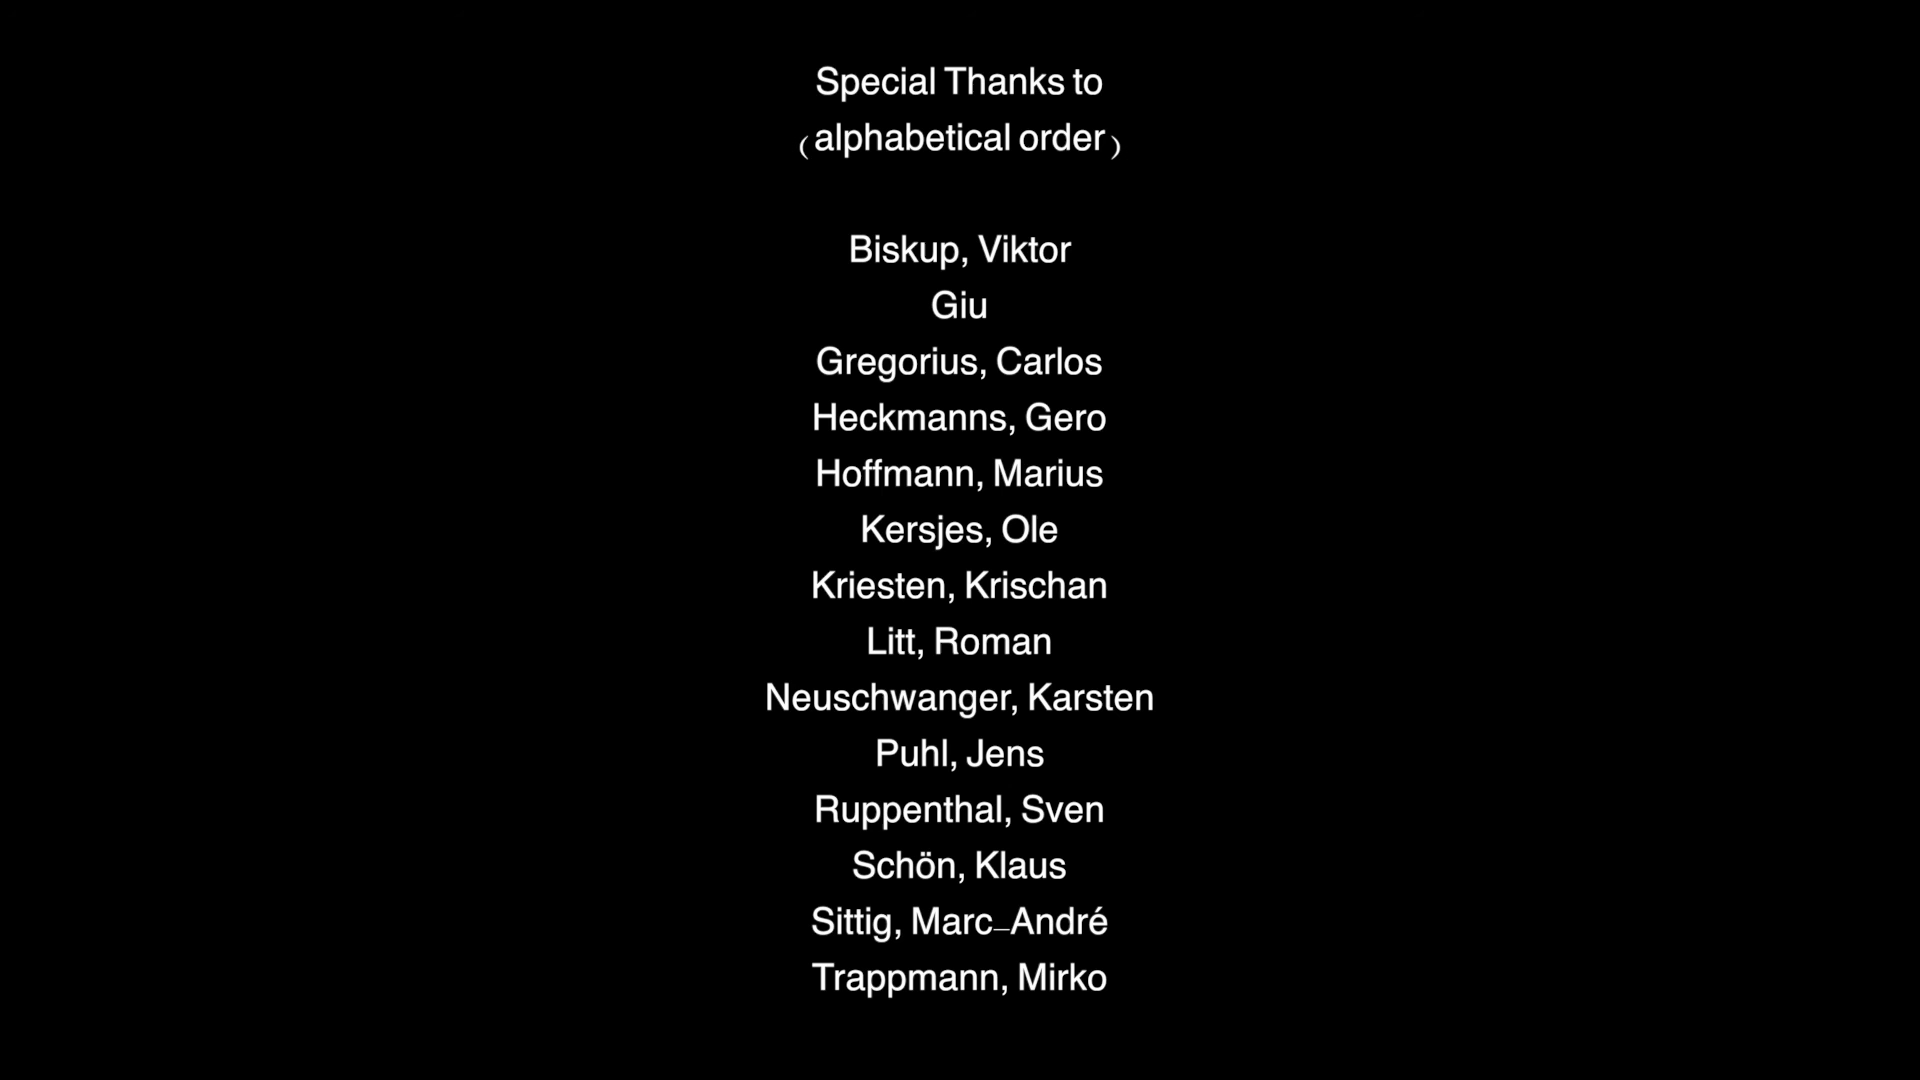 Special Thanks to
(alphabetical order)
Biskup, Viktor
Giu
Gregorius, Carlos
Heckmanns, Gero
Hoffmann, Marius
Kersjes, Ole
Kriesten, Krischan
Litt, Roman
Neuschwanger, Karsten
Puhl, Jens
Ruppenthal, Sven
Schön, Klaus
Sittig, Marc-André
Trappmann, Mirko